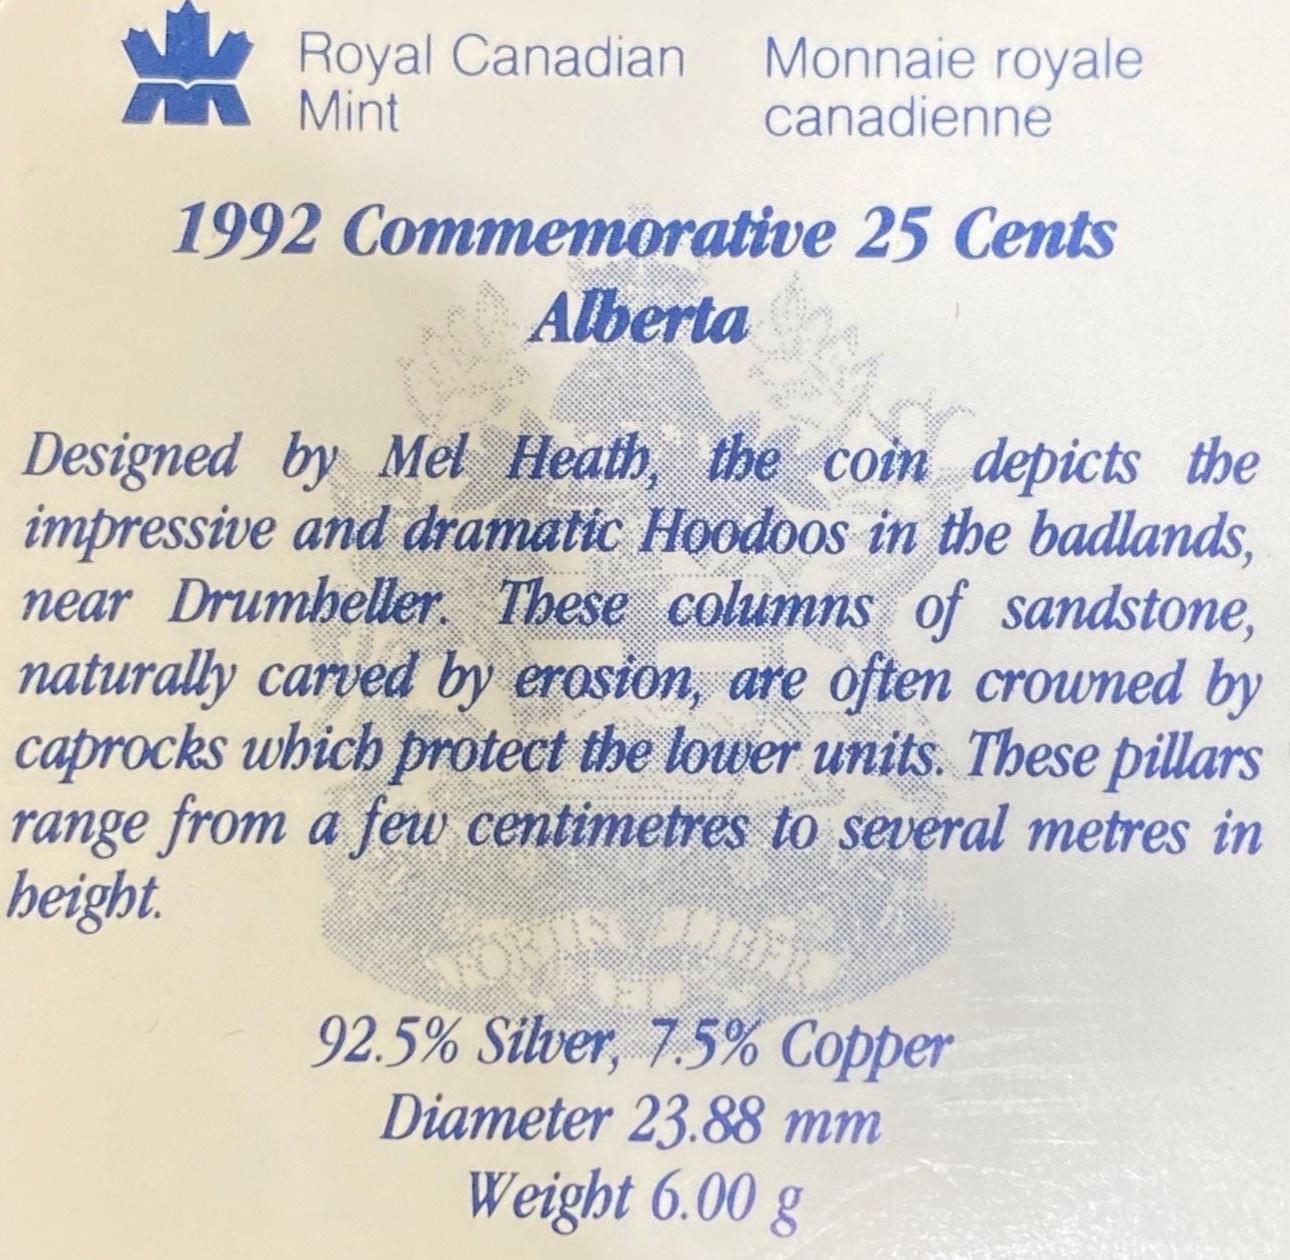 Royal Canadian Mint
Monnaie royale canadienne
1992 Commemorative 25 Cents
Alberta
Designed by Mel Heath, the coin depicts the
impressive and dramatic Hoodoos in the badlands,
near Drumheller. These columns of sandstone,
naturally carved by erosion, are often crowned by
caprocks which protect the lower units. These pillars
range from a few centimetres to several metres in
height.
92.5% Silver, 7.5% Copper
Diameter 23.88 mm
Weight 6.00 g